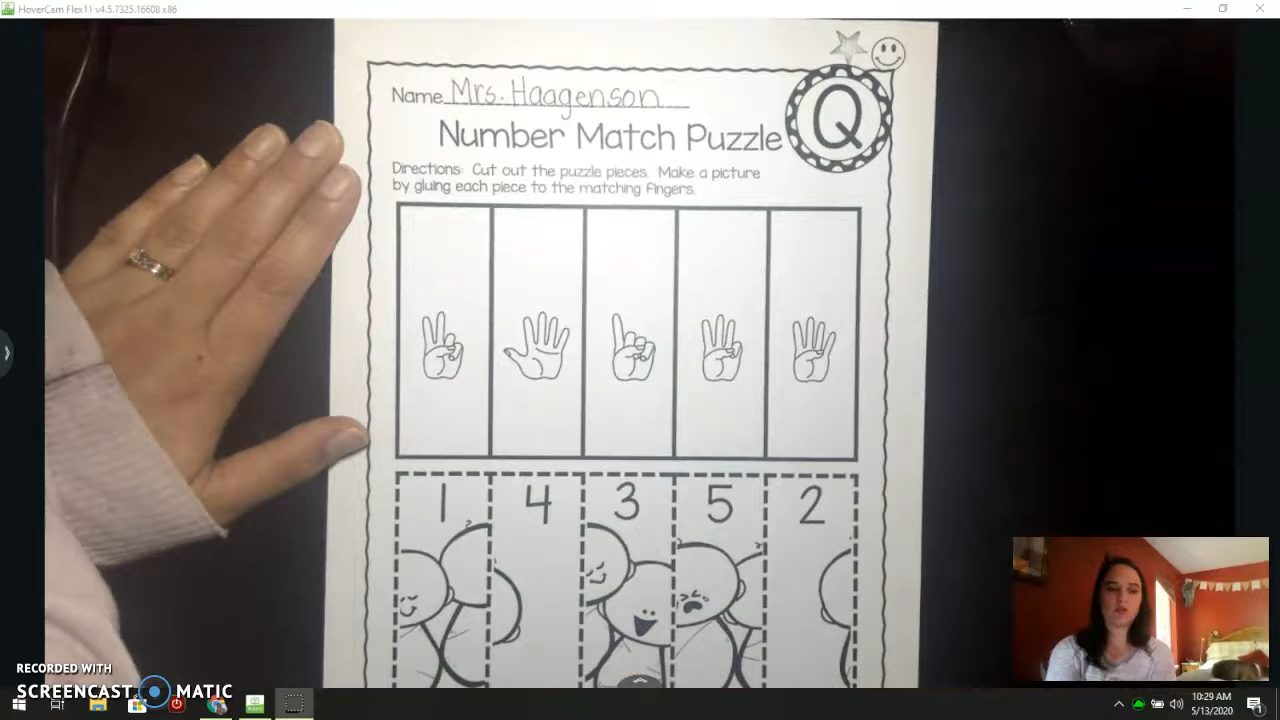 HoverCam Flex11 v4.5.7325.16608 x86
Name Mrs. Haagenson
Q
Number Match Puzzle
Directions: Cut out the puzzle pieces. Make a picture
by gluing each piece to the matching fingers.
1 4 3 5 2
RECORDED WITH
SCREENCAST MATIC
10:29 AM
5/13/2020
1